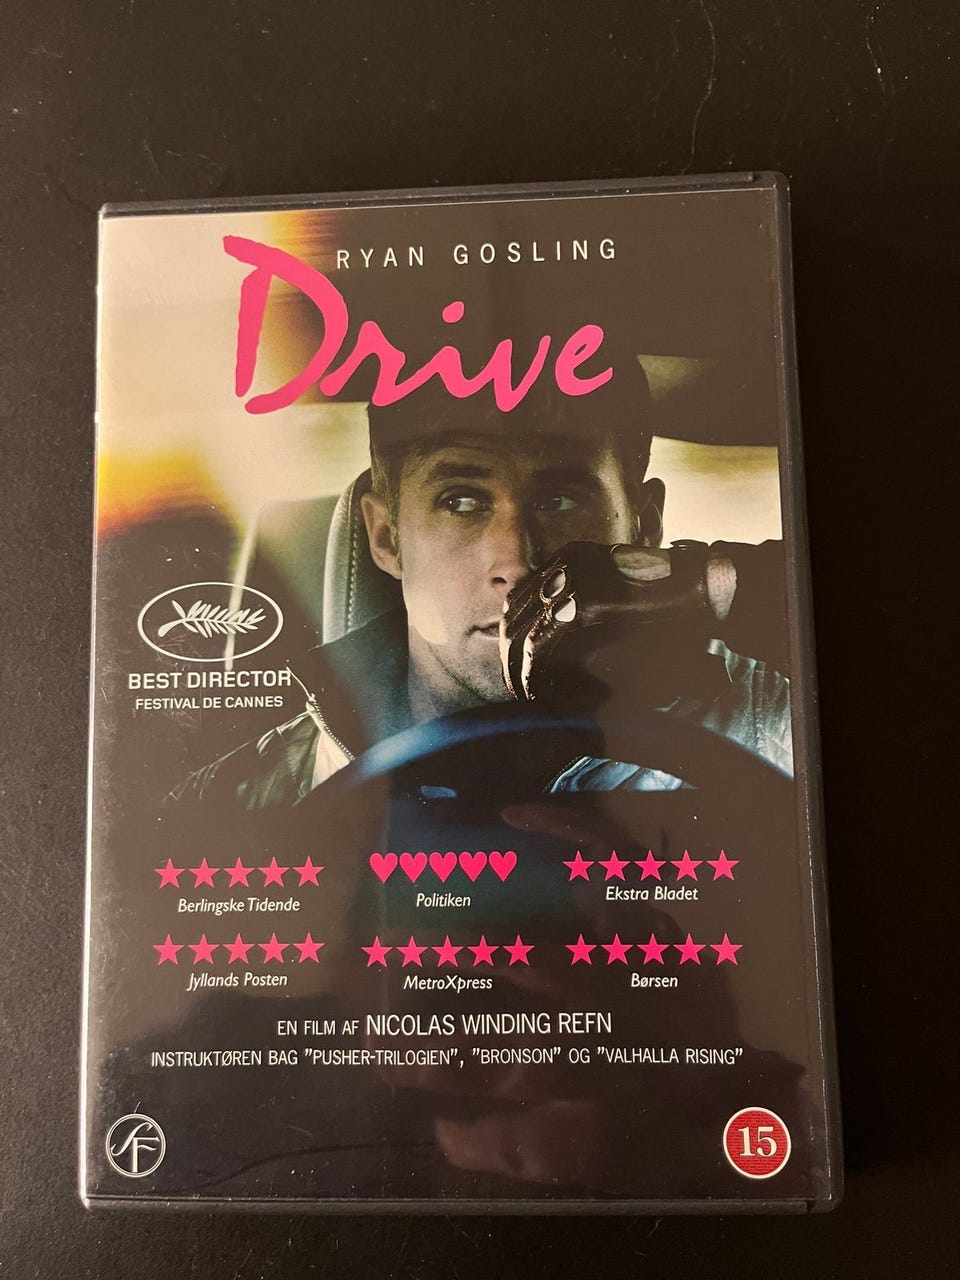 RYAN GOSLING
Drive
BEST DIRECTOR
FESTIVAL DE CANNES
Berlingske Tidende
Politiken
Ekstra Bladet
Jyllands Posten
MetroXpress
Børsen
EN FILM AF NICOLAS WINDING REFN
INSTRUKTØREN BAG "PUSHER-TRILOGIEN", "BRONSON" OG "VALHALLA RISING"
SF
15